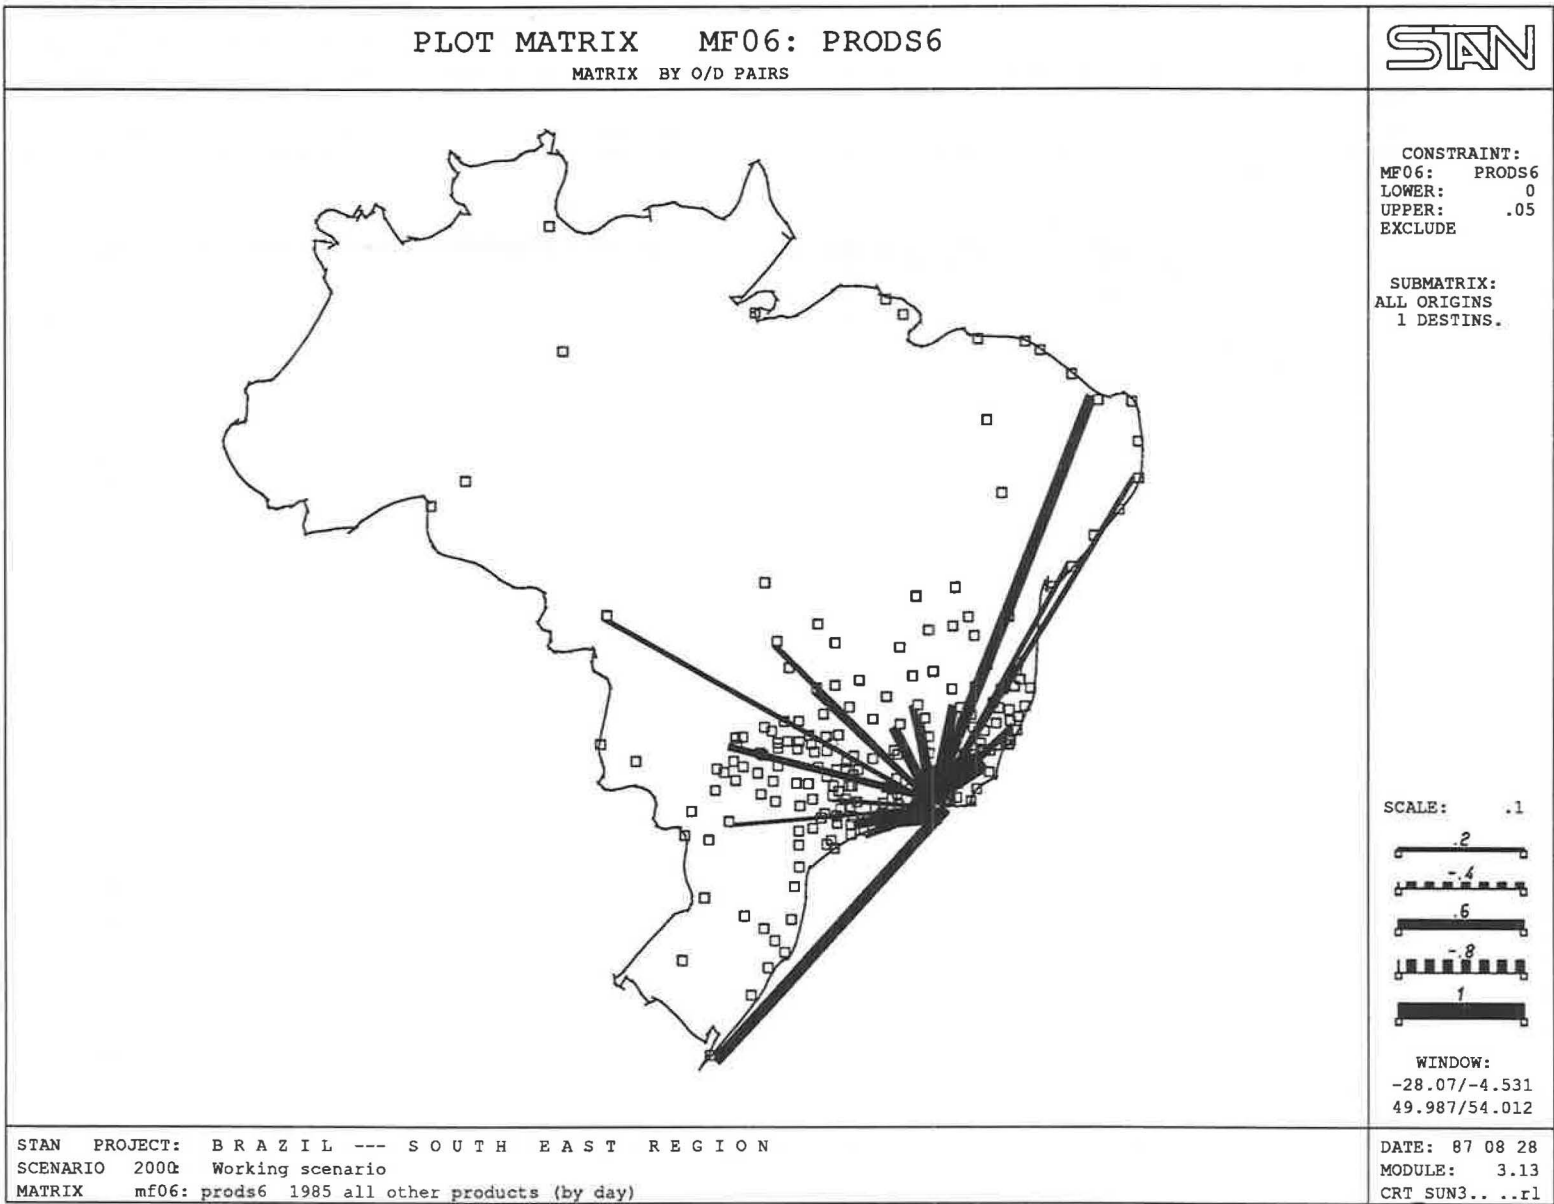 PLOT MATRIX MF06: PRODS6
MATRIX BY O/D PAIRS
STAN
CONSTRAINT:
MF06: PRODS6
LOWER: 0
UPPER: .05
EXCLUDE
SUBMATRIX:
ALL ORIGINS
1 DESTINS.
SCALE: .1
.2
-.4
.6
-.8
1
WINDOW:
-28.07/-4.531
49.987/54.012
STAN PROJECT: B R A Z I L --- S O U T H E A S T R E G I O N
SCENARIO 2000: Working scenario
MATRIX mf06: prods6 1985 all other products (by day)
DATE: 87 08 28
MODULE: 3.13
CRT_SUN3.. ..rl